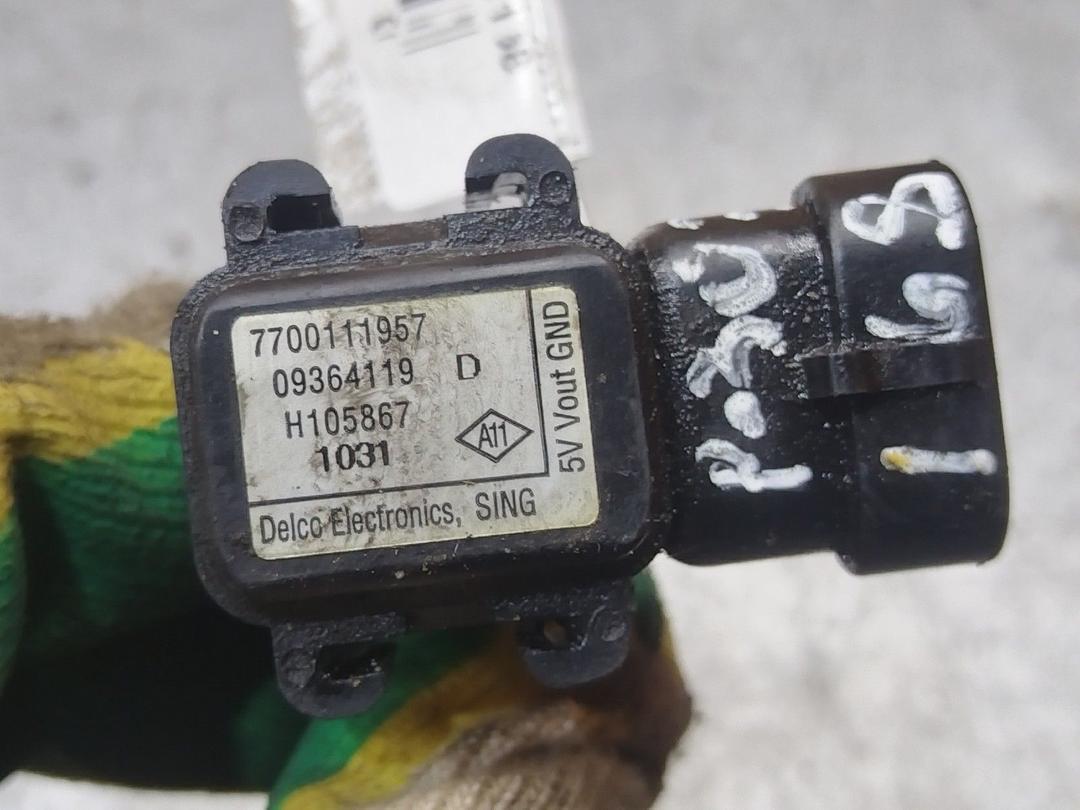 7700111957
09364119 D
H105867
1031
A11
5V Vout GND
Delco Electronics, SING